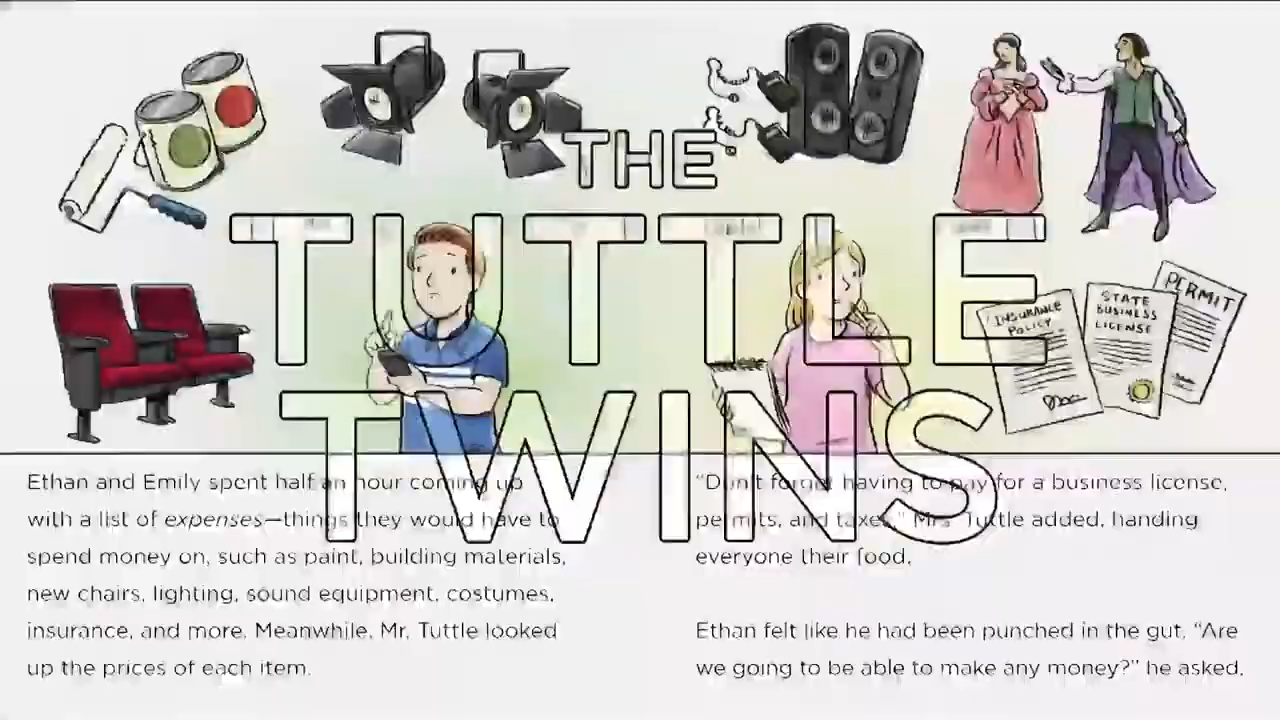 THE
TUTTLE
TWINS
INSURANCE
POLICY
STATE
BUSINESS
LICENSE
PERMIT
Ethan and Emily spent half an hour coming up
with a list of expenses—things they would have to
spend money on, such as paint, building materials,
new chairs, lighting, sound equipment, costumes,
insurance, and more. Meanwhile, Mr. Tuttle looked
up the prices of each item.
“Don’t forget having to pay for a business license,
permits, and taxes,” Mrs. Tuttle added, handing
everyone their food.
Ethan felt like he had been punched in the gut. “Are
we going to be able to make any money?” he asked.